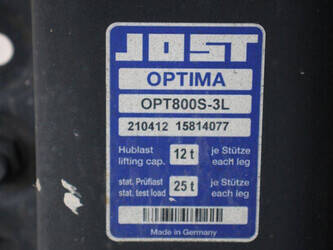 JOST
OPTIMA
OPT800S-3L
210412 15814077
Hublast 12 t je Stütze
lifting cap. each leg
stat. Prüflast 25 t je Stütze
stat. test load each leg
Made in Germany